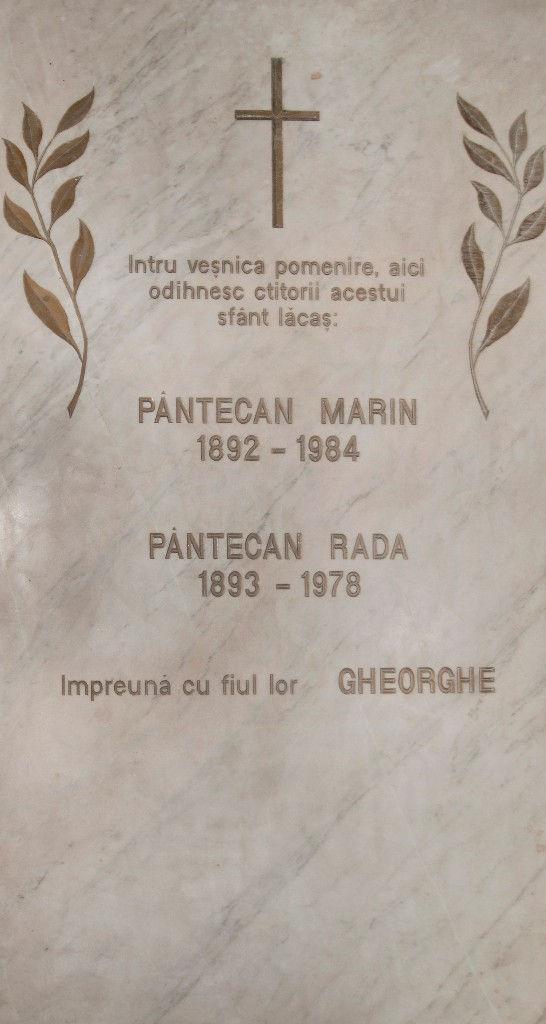 Intru veșnica pomenire, aici
odihnesc ctitorii acestui
sfânt lăcaș:
PÂNTECAN MARIN
1892 - 1984
PÂNTECAN RADA
1893 - 1978
Impreună cu fiul lor GHEORGHE